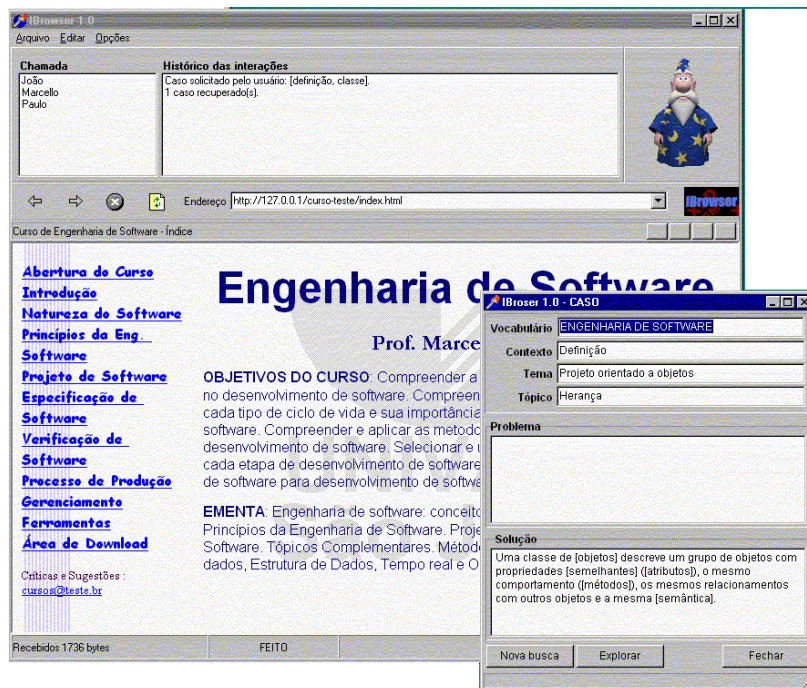 IBrowser 1.0
Arquivo Editar Opções
Chamada
João
Marcello
Paulo
Histórico das interações
Caso solicitado pelo usuário: [definição, classe].
1 caso recuperado(s).
Endereço http://127.0.0.1/curso-teste/index.html
IBrowser
Curso de Engenharia de Software - Índice
Abertura do Curso
Introdução
Natureza do Software
Princípios da Eng.
Software
Projeto de Software
Especificação de
Software
Verificação de
Software
Processo de Produção
Gerenciamento
Ferramentas
Área de Download
Críticas e Sugestões :
cursos@teste.br
Engenharia de Software
Prof. Marce
OBJETIVOS DO CURSO: Compreender a
no desenvolvimento de software. Compreen
cada tipo de ciclo de vida e sua importância
software. Compreender e aplicar as metodo
desenvolvimento de software. Selecionar e
cada etapa de desenvolvimento de software
de software para desenvolvimento de softwa
EMENTA: Engenharia de software: conceito
Princípios da Engenharia de Software. Proje
Software. Tópicos Complementares. Método
dados, Estrutura de Dados, Tempo real e O
Recebidos 1736 bytes
FEITO
IBroser 1.0 - CASO
Vocabulário ENGENHARIA DE SOFTWARE
Contexto Definição
Tema Projeto orientado a objetos
Tópico Herança
Problema
Solução
Uma classe de [objetos] descreve um grupo de objetos com
propriedades [semelhantes] ([atributos]), o mesmo
comportamento ([métodos]), os mesmos relacionamentos
com outros objetos e a mesma [semântica].
Nova busca Explorar Fechar